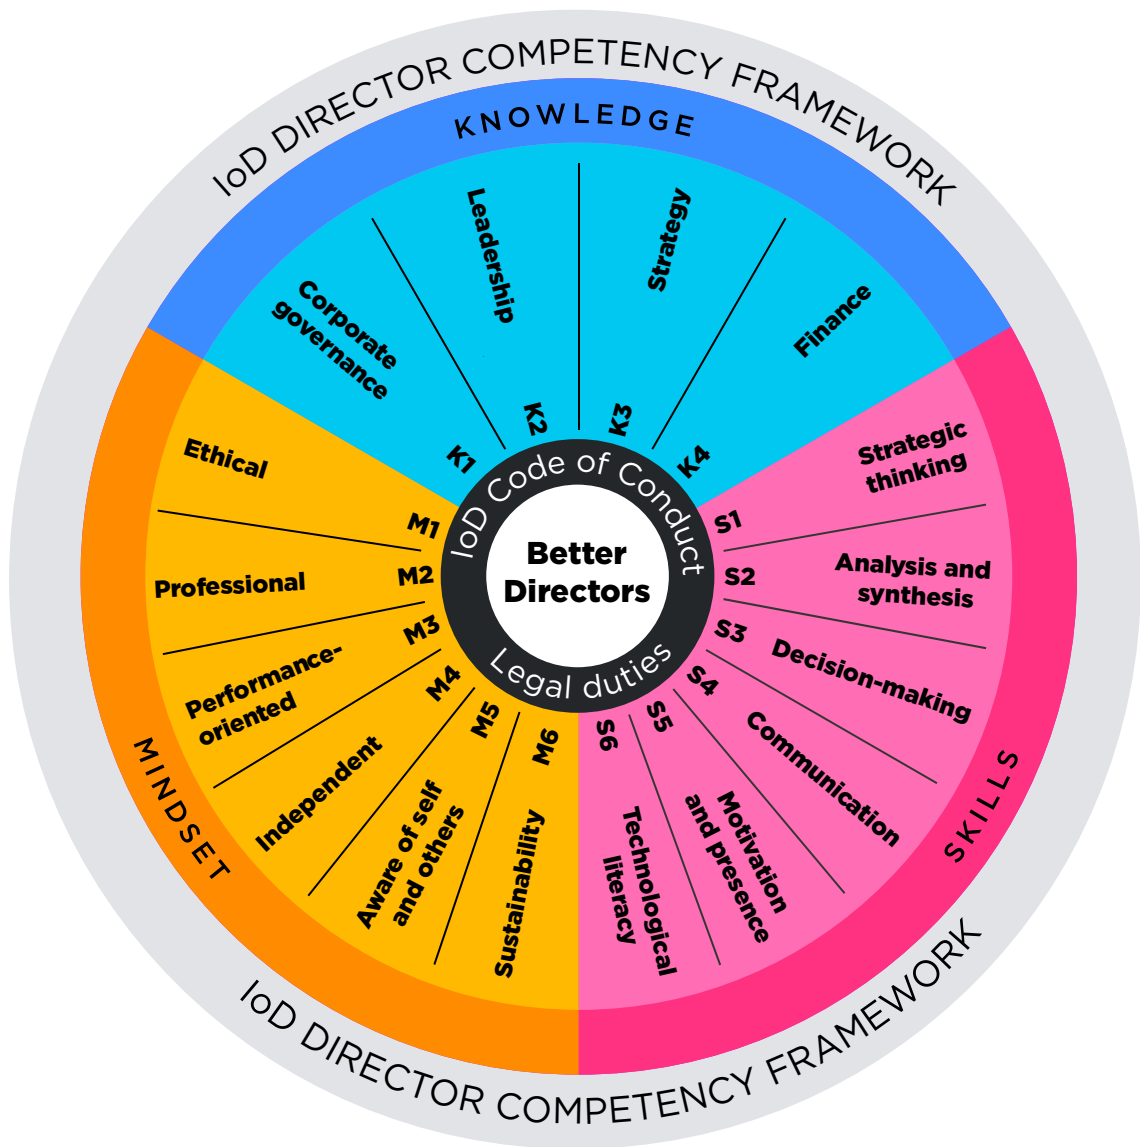 IoD DIRECTOR COMPETENCY FRAMEWORK
KNOWLEDGE
Corporate
governance
K1
Leadership
K2
Strategy
K3
Finance
K4
SKILLS
Strategic
thinking
S1
Analysis and
synthesis
S2
Decision-making
S3
Communication
S4
Motivation
and presence
S5
Technological
literacy
S6
MINDSET
Ethical
M1
Professional
M2
Performance-
oriented
M3
Independent
M4
Aware of self
and others
M5
Sustainability
M6
IoD Code of Conduct
Better
Directors
Legal duties
IoD DIRECTOR COMPETENCY FRAMEWORK